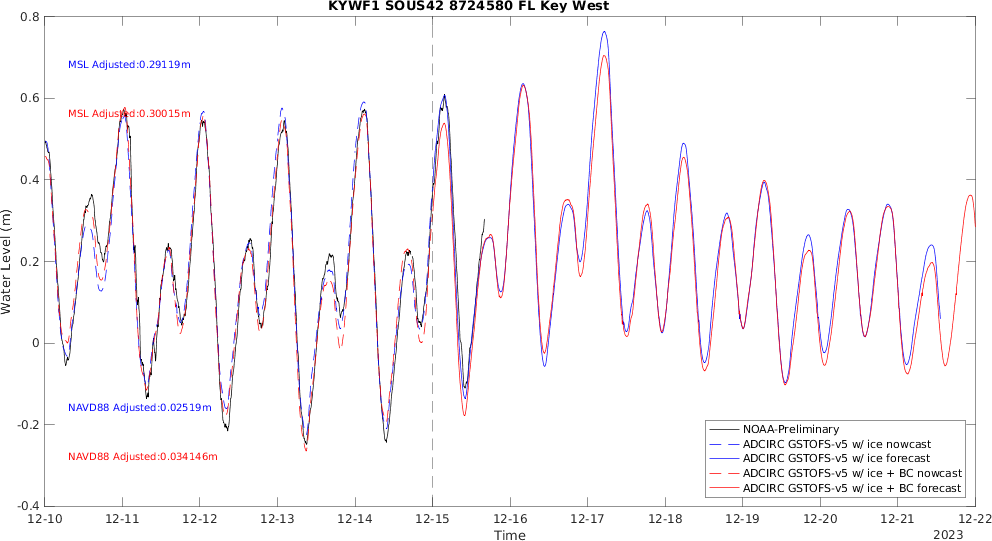 KYWF1 SOUS42 8724580 FL Key West
0.8
0.6
0.4
0.2
0
-0.2
-0.4
Water Level (m)
MSL Adjusted:0.29119m
MSL Adjusted:0.30015m
NAVD88 Adjusted:0.02519m
NAVD88 Adjusted:0.034146m
NOAA-Preliminary
ADCIRC GSTOFS-v5 w/ ice nowcast
ADCIRC GSTOFS-v5 w/ ice forecast
ADCIRC GSTOFS-v5 w/ ice + BC nowcast
ADCIRC GSTOFS-v5 w/ ice + BC forecast
12-10 12-11 12-12 12-13 12-14 12-15 12-16 12-17 12-18 12-19 12-20 12-21 12-22
Time
2023